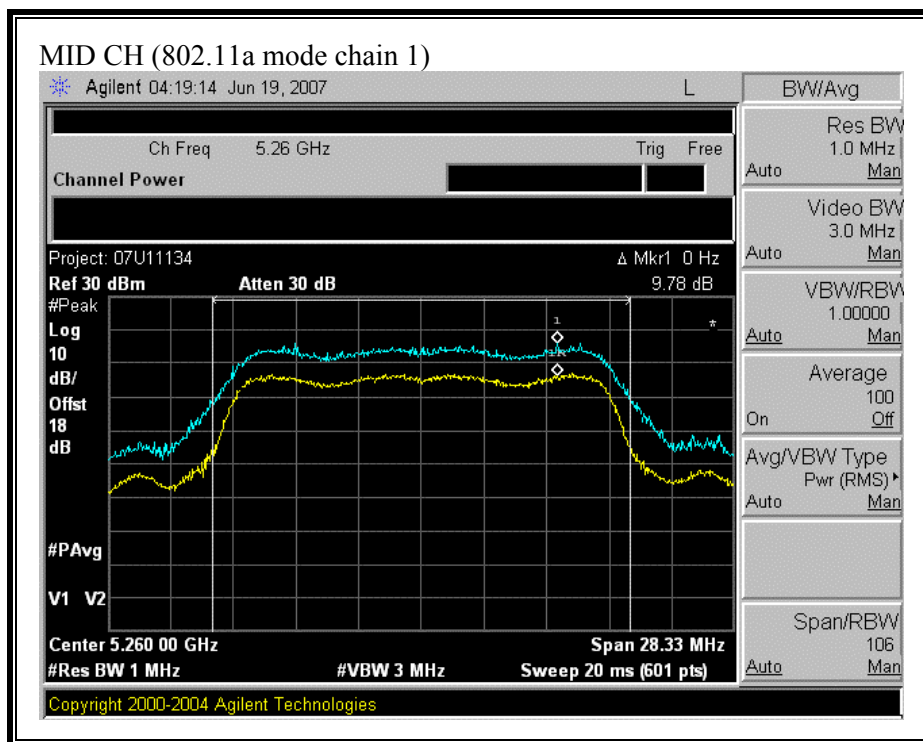 MID CH (802.11a mode chain 1)
Agilent 04:19:14 Jun 19, 2007 L
Ch Freq 5.26 GHz Trig Free
Channel Power
Project: 07U11134 Δ Mkr1 0 Hz
Ref 30 dBm Atten 30 dB 9.78 dB
#Peak
Log
10
dB/
Offst
18
dB
1
1R
*
#PAvg
V1 V2
Center 5.260 00 GHz Span 28.33 MHz
#Res BW 1 MHz #VBW 3 MHz Sweep 20 ms (601 pts)
Copyright 2000-2004 Agilent Technologies
BW/Avg
Res BW
1.0 MHz
Auto Man
Video BW
3.0 MHz
Auto Man
VBW/RBW
1.00000
Auto Man
Average
100
On Off
Avg/VBW Type
Pwr (RMS)
Auto Man
Span/RBW
106
Auto Man